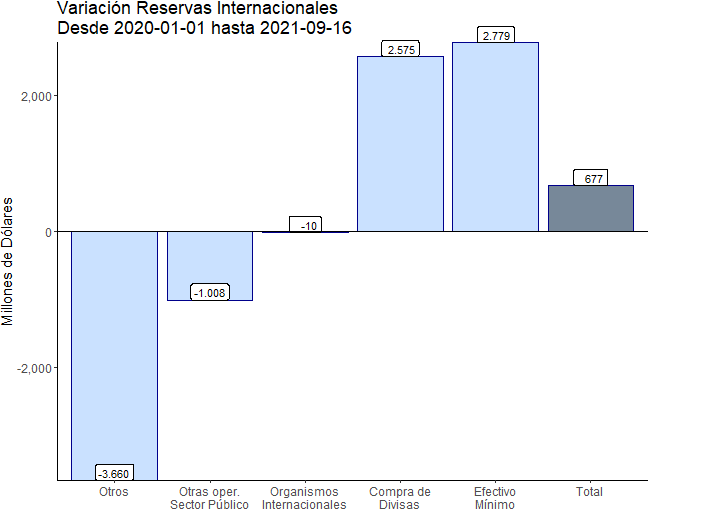 Variación Reservas Internacionales
Desde 2020-01-01 hasta 2021-09-16
Millones de Dólares
2,000
0
-2,000
-3.660
-1.008
-10
2.575
2.779
677
Otros
Otras oper.
Sector Público
Organismos
Internacionales
Compra de
Divisas
Efectivo
Mínimo
Total